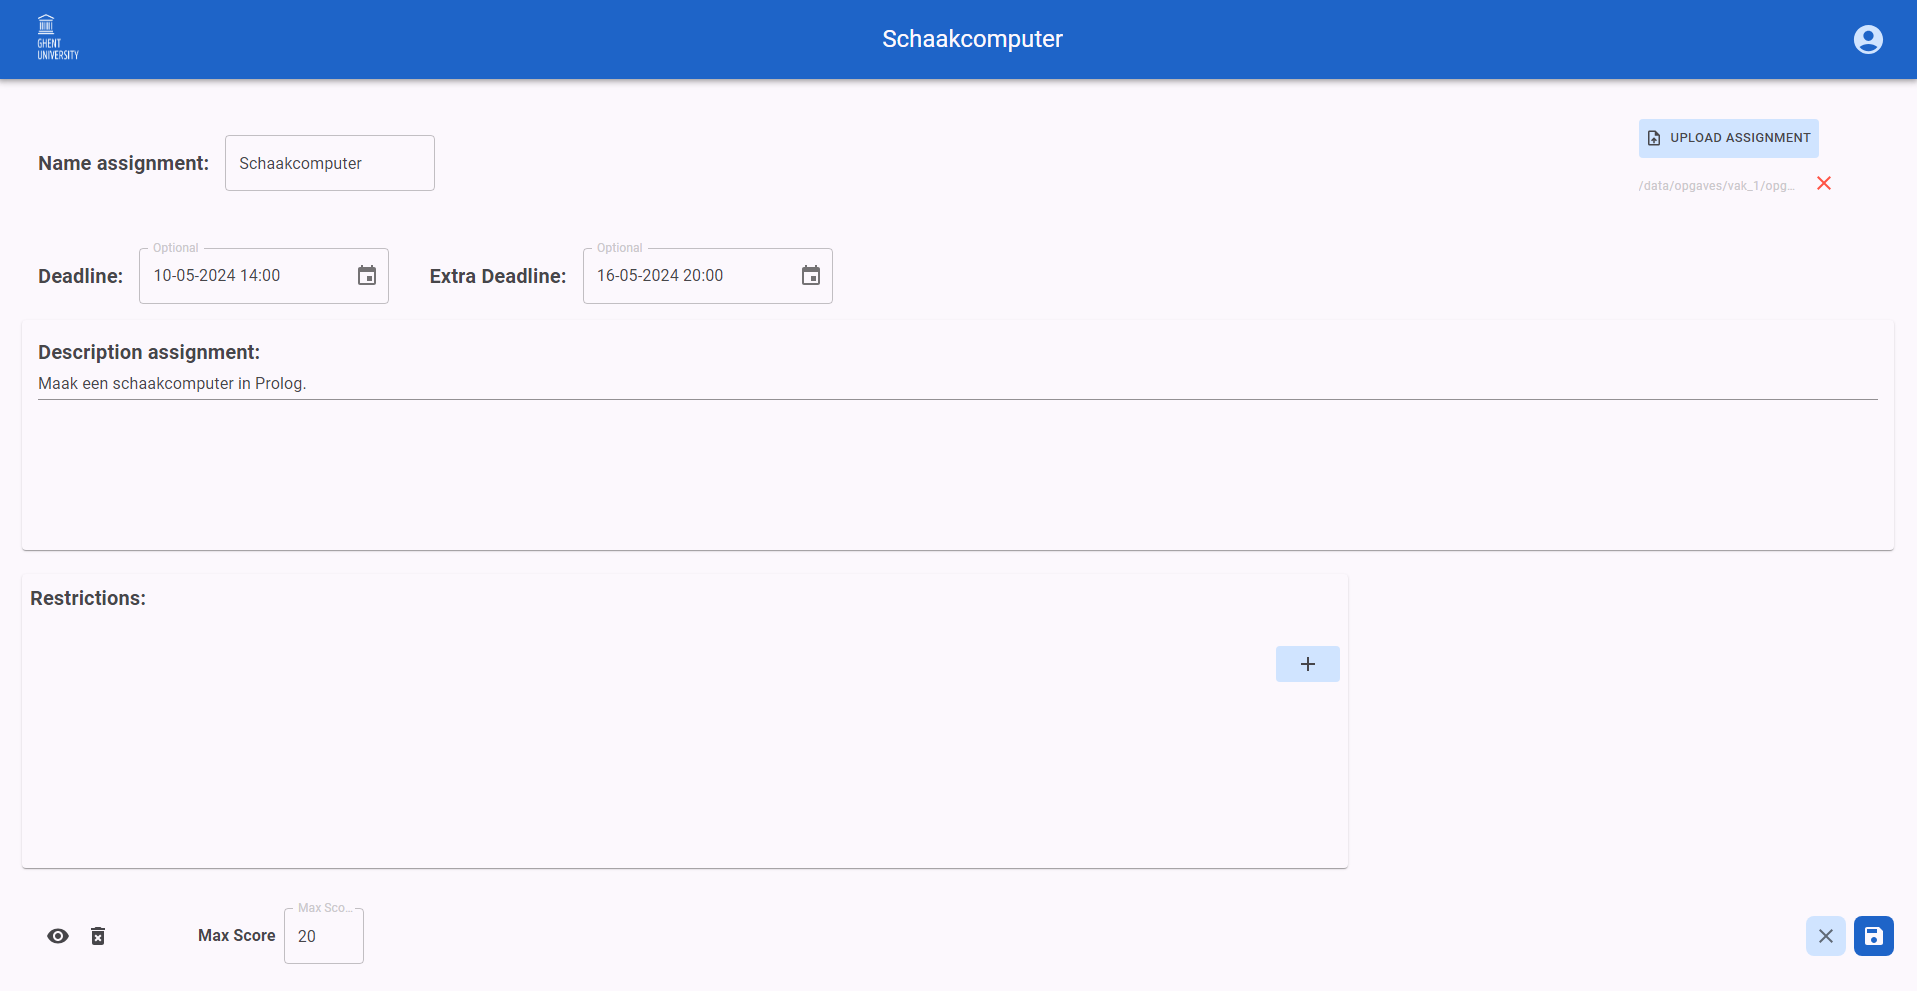 GHENT
UNIVERSITY
Schaakcomputer
UPLOAD ASSIGNMENT
Name assignment:
Schaakcomputer
/data/opgaves/vak_1/opg...
Optional
Optional
Deadline:
10-05-2024 14:00
Extra Deadline:
16-05-2024 20:00
Description assignment:
Maak een schaakcomputer in Prolog.
Restrictions:
Max Sco...
Max Score
20